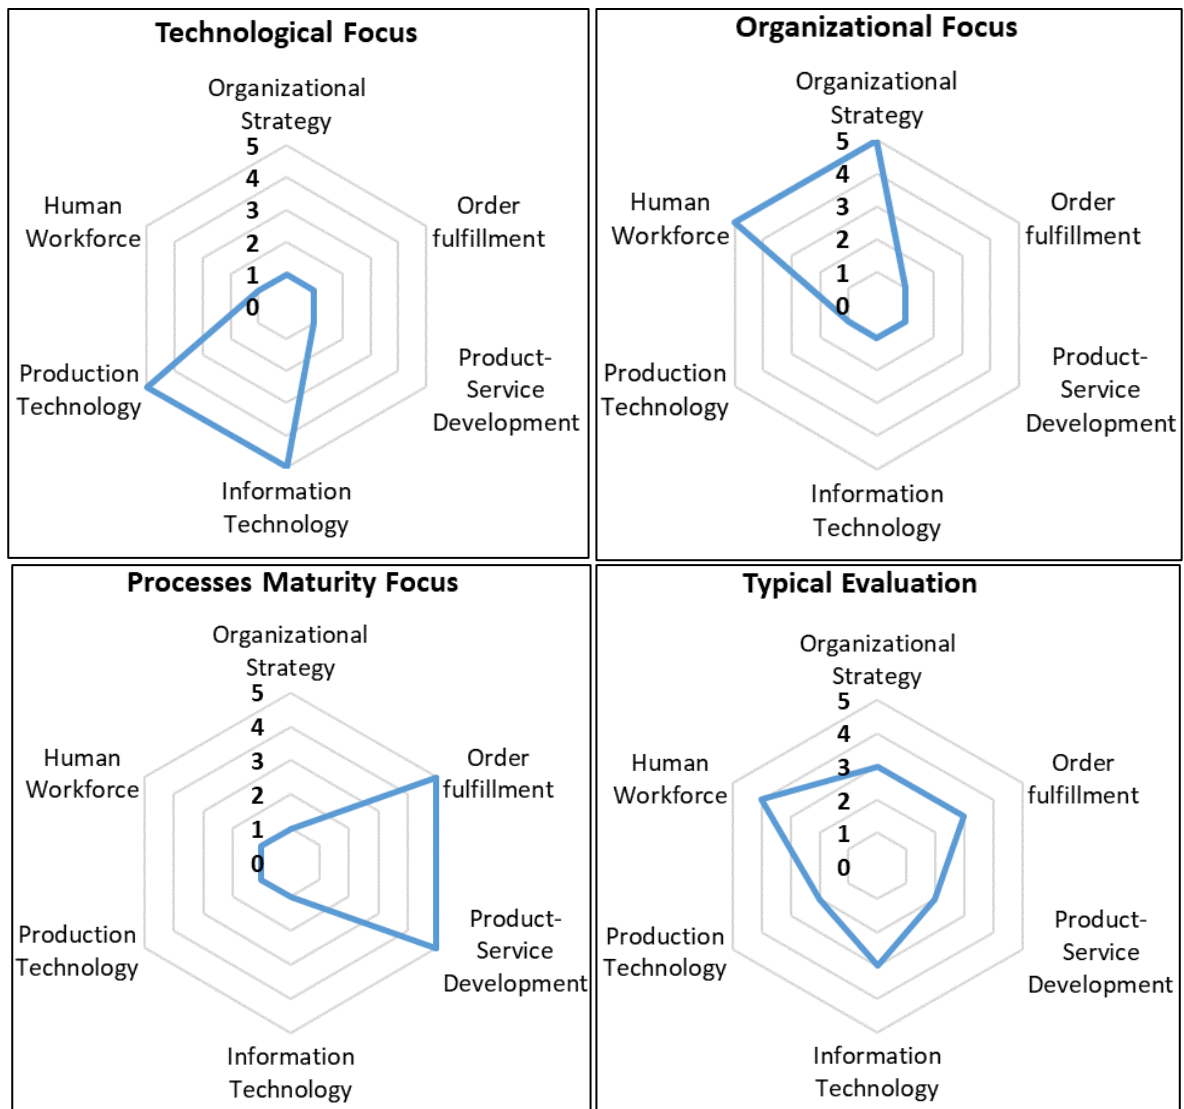 Technological Focus
Organizational
Strategy
5
4
3
2
1
0
Human
Workforce
Order
fulfillment
Production
Technology
Product-
Service
Development
Information
Technology
Organizational Focus
Organizational
Strategy
5
4
3
2
1
0
Human
Workforce
Order
fulfillment
Production
Technology
Product-
Service
Development
Information
Technology
Processes Maturity Focus
Organizational
Strategy
5
4
3
2
1
0
Human
Workforce
Order
fulfillment
Production
Technology
Product-
Service
Development
Information
Technology
Typical Evaluation
Organizational
Strategy
5
4
3
2
1
0
Human
Workforce
Order
fulfillment
Production
Technology
Product-
Service
Development
Information
Technology